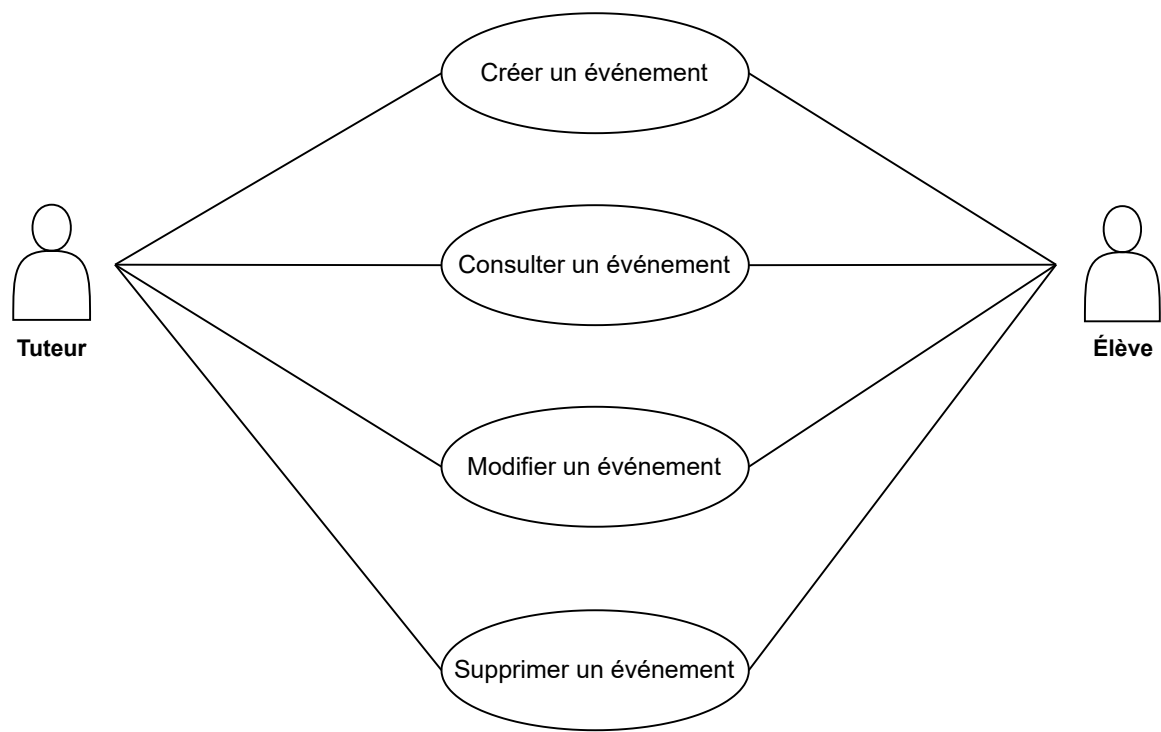 Créer un événement
Consulter un événement
Tuteur
Élève
Modifier un événement
Supprimer un événement